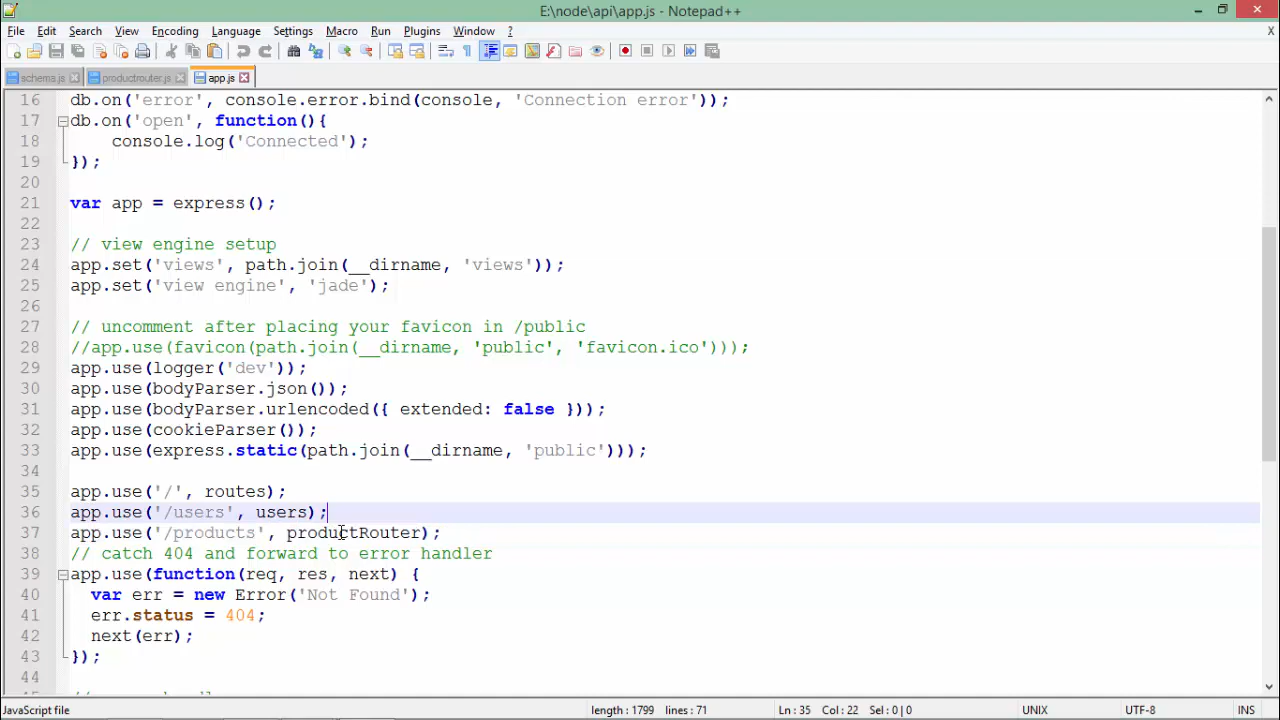 E:\node\api\app.js - Notepad++
File Edit Search View Encoding Language Settings Macro Run Plugins Window ? X
schema.js productrouter.js app.js
16 db.on('error', console.error.bind(console, 'Connection error'));
17 db.on('open', function(){
18 console.log('Connected');
19 });
20
21 var app = express();
22
23 // view engine setup
24 app.set('views', path.join(__dirname, 'views'));
25 app.set('view engine', 'jade');
26
27 // uncomment after placing your favicon in /public
28 //app.use(favicon(path.join(__dirname, 'public', 'favicon.ico')));
29 app.use(logger('dev'));
30 app.use(bodyParser.json());
31 app.use(bodyParser.urlencoded({ extended: false }));
32 app.use(cookieParser());
33 app.use(express.static(path.join(__dirname, 'public')));
34
35 app.use('/', routes);
36 app.use('/users', users);
37 app.use('/products', productRouter);
38 // catch 404 and forward to error handler
39 app.use(function(req, res, next) {
40 var err = new Error('Not Found');
41 err.status = 404;
42 next(err);
43 });
44
JavaScript file length : 1799 lines : 71 Ln : 35 Col : 22 Sel : 0 | 0 UNIX UTF-8 INS